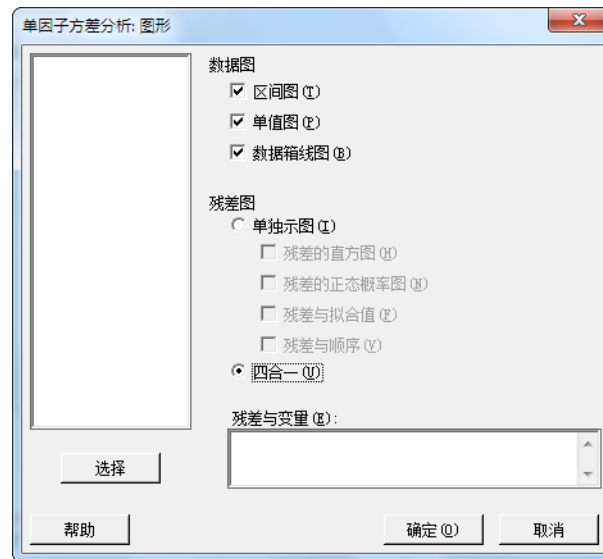 单因子方差分析: 图形
数据图
区间图(T)
单值图(P)
数据箱线图(B)
残差图
单独示图(I)
残差的直方图(H)
残差的正态概率图(N)
残差与拟合值(F)
残差与顺序(V)
四合一(U)
残差与变量(E):
选择
帮助
确定(O)
取消